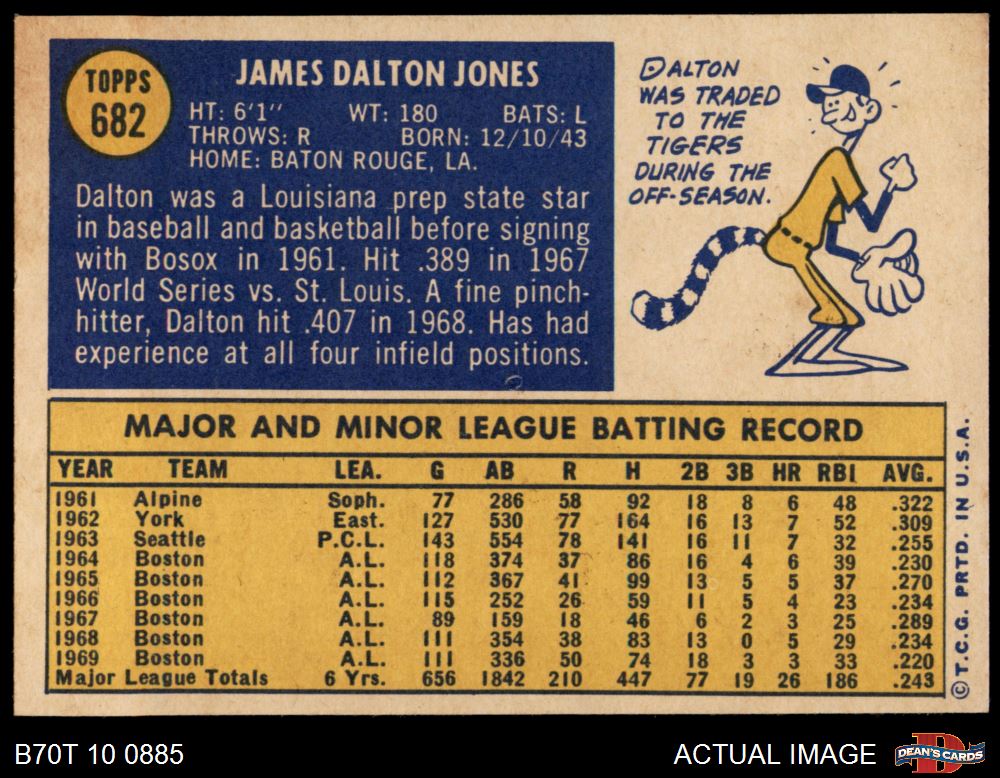 TOPPS
682
JAMES DALTON JONES
HT: 6'1" WT: 180 BATS: L
THROWS: R BORN: 12/10/43
HOME: BATON ROUGE, LA.
Dalton was a Louisiana prep state star
in baseball and basketball before signing
with Bosox in 1961. Hit .389 in 1967
World Series vs. St. Louis. A fine pinch-
hitter, Dalton hit .407 in 1968. Has had
experience at all four infield positions.
DALTON
WAS TRADED
TO THE
TIGERS
DURING THE
OFF-SEASON.
MAJOR AND MINOR LEAGUE BATTING RECORD
YEAR TEAM LEA. G AB R H 2B 3B HR RBI AVG.
1961 Alpine Soph. 77 286 58 92 18 8 6 48 .322
1962 York East. 127 530 77 164 16 13 7 52 .309
1963 Seattle P.C.L. 143 554 78 141 16 11 7 32 .255
1964 Boston A.L. 118 374 37 86 16 4 6 39 .230
1965 Boston A.L. 112 367 41 99 13 5 5 37 .270
1966 Boston A.L. 115 252 26 59 11 5 4 23 .234
1967 Boston A.L. 89 159 18 46 6 2 3 25 .289
1968 Boston A.L. 111 354 38 83 13 0 5 29 .234
1969 Boston A.L. 111 336 50 74 18 3 3 33 .220
Major League Totals 6 Yrs. 656 1842 210 447 77 19 26 186 .243
© T.C.G. PRTD. IN U.S.A.
B70T 10 0885
ACTUAL IMAGE
DEAN'S CARDS